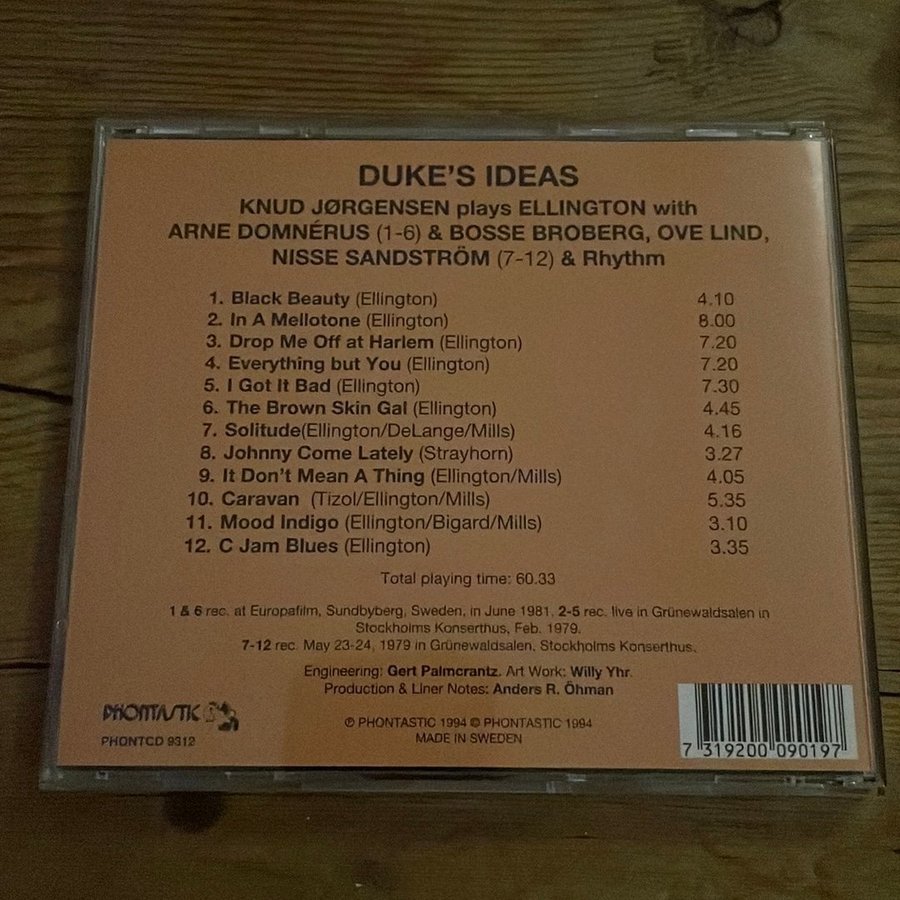 DUKE'S IDEAS
KNUD JØRGENSEN plays ELLINGTON with
ARNE DOMNÉRUS (1-6) & BOSSE BROBERG, OVE LIND,
NISSE SANDSTRÖM (7-12) & Rhythm
1. Black Beauty (Ellington) 4.10
2. In A Mellotone (Ellington) 8.00
3. Drop Me Off at Harlem (Ellington) 7.20
4. Everything but You (Ellington) 7.20
5. I Got It Bad (Ellington) 7.30
6. The Brown Skin Gal (Ellington) 4.45
7. Solitude(Ellington/DeLange/Mills) 4.16
8. Johnny Come Lately (Strayhorn) 3.27
9. It Don't Mean A Thing (Ellington/Mills) 4.05
10. Caravan (Tizol/Ellington/Mills) 5.35
11. Mood Indigo (Ellington/Bigard/Mills) 3.10
12. C Jam Blues (Ellington) 3.35
Total playing time: 60.33
1 & 6 rec. at Europafilm, Sundbyberg, Sweden, in June 1981. 2-5 rec. live in Grünewaldsalen in
Stockholms Konserthus, Feb. 1979.
7-12 rec. May 23-24, 1979 in Grünewaldsalen, Stockholms Konserthus.
Engineering: Gert Palmcrantz. Art Work: Willy Yhr.
Production & Liner Notes: Anders R. Öhman
PHONTASTIC
PHONTCD 9312
℗ PHONTASTIC 1994 © PHONTASTIC 1994
MADE IN SWEDEN
7 319200 090197